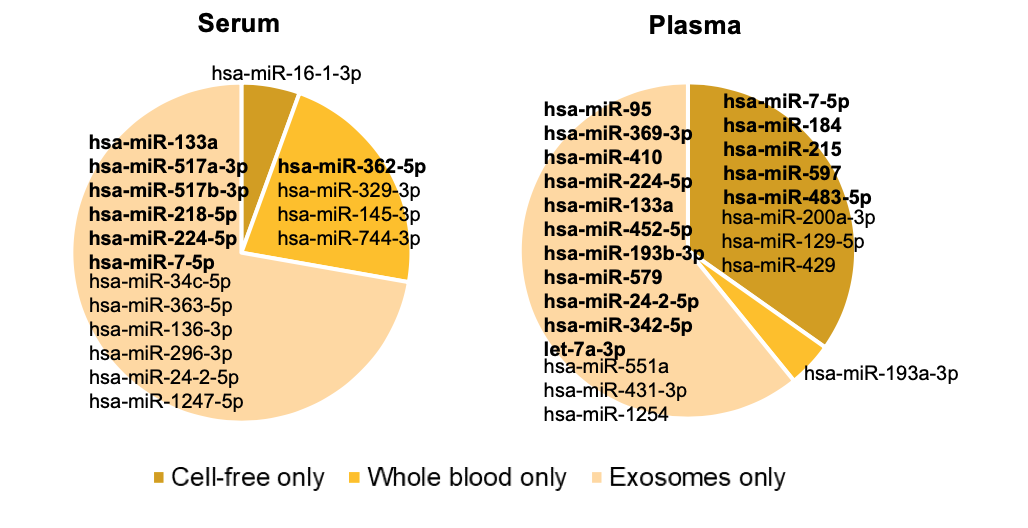 Serum
hsa-miR-16-1-3p
hsa-miR-133a
hsa-miR-517a-3p
hsa-miR-517b-3p
hsa-miR-218-5p
hsa-miR-224-5p
hsa-miR-7-5p
hsa-miR-34c-5p
hsa-miR-363-5p
hsa-miR-136-3p
hsa-miR-296-3p
hsa-miR-24-2-5p
hsa-miR-1247-5p
hsa-miR-362-5p
hsa-miR-329-3p
hsa-miR-145-3p
hsa-miR-744-3p
Plasma
hsa-miR-95
hsa-miR-369-3p
hsa-miR-410
hsa-miR-224-5p
hsa-miR-133a
hsa-miR-452-5p
hsa-miR-193b-3p
hsa-miR-579
hsa-miR-24-2-5p
hsa-miR-342-5p
let-7a-3p
hsa-miR-551a
hsa-miR-431-3p
hsa-miR-1254
hsa-miR-7-5p
hsa-miR-184
hsa-miR-215
hsa-miR-597
hsa-miR-483-5p
hsa-miR-200a-3p
hsa-miR-129-5p
hsa-miR-429
hsa-miR-193a-3p
Cell-free only
Whole blood only
Exosomes only